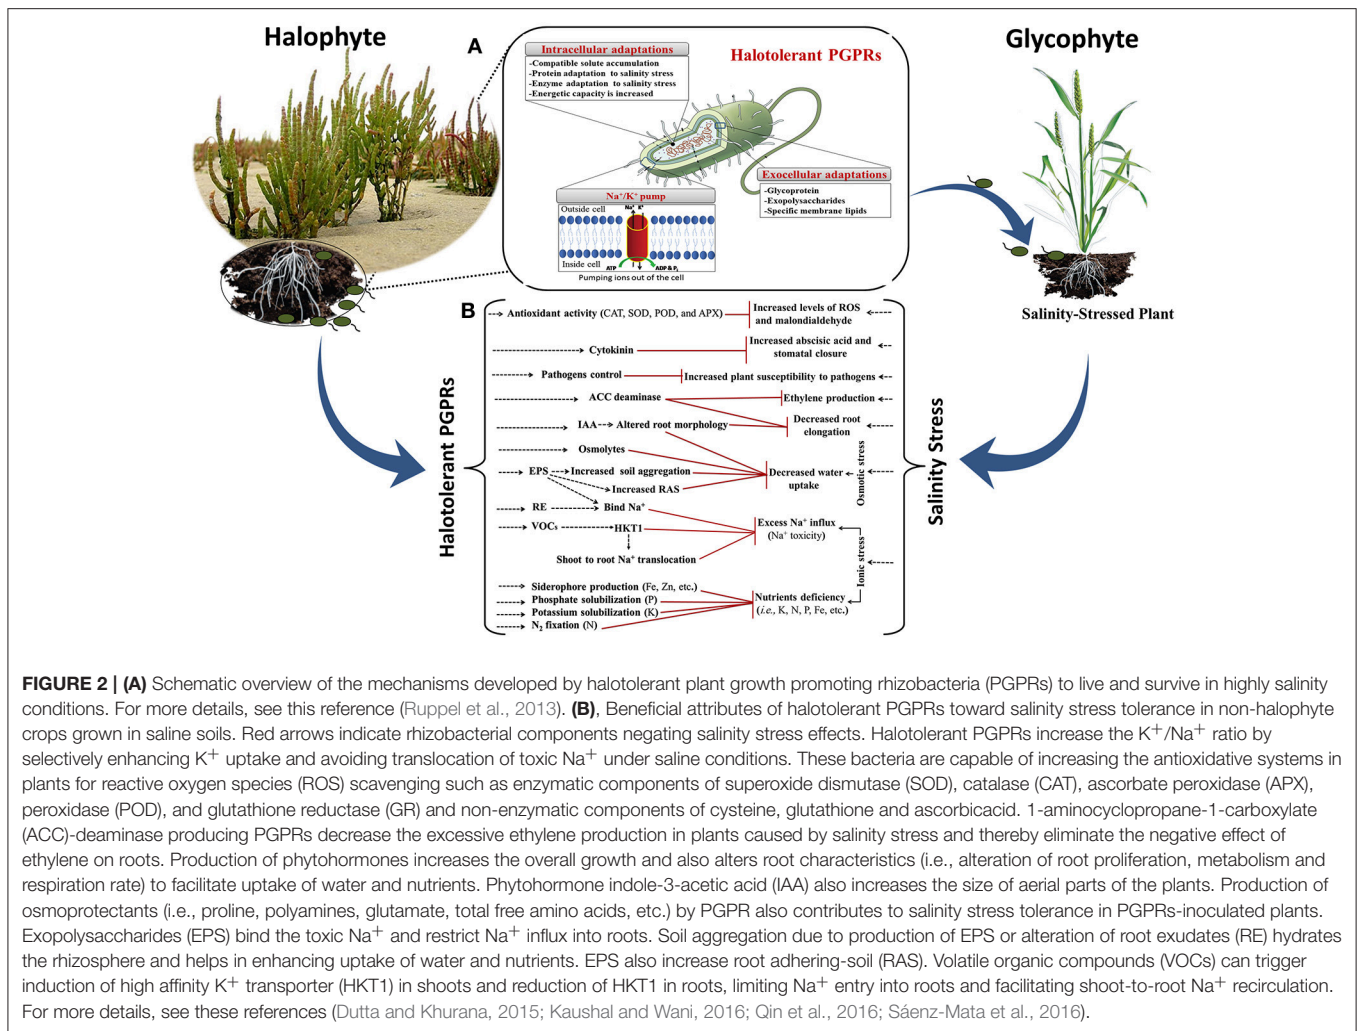 Halophyte
A
Intracellular adaptations
-Compatible solute accumulation
-Protein adaptation to salinity stress
-Enzyme adaptation to salinity stress
-Energetic capacity is increased
Halotolerant PGPRs
Exocellular adaptations
-Glycoprotein
-Exopolysaccharides
-Specific membrane lipids
Na⁺/K⁺ pump
Outside cell
Na⁺ K⁺
Inside cell
ATP
ADP & Pᵢ
Pumping ions out of the cell
Glycophyte
Salinity-Stressed Plant
B
Halotolerant PGPRs
Antioxidant activity (CAT, SOD, POD, and APX)
Increased levels of ROS
and malondialdehyde
Cytokinin
Increased abscisic acid and
stomatal closure
Pathogens control
Increased plant susceptibility to pathogens
ACC deaminase
Ethylene production
IAA
Altered root morphology
Decreased root
elongation
Osmolytes
EPS
Increased soil aggregation
Increased RAS
Decreased water
uptake
Osmotic stress
RE
Bind Na⁺
VOCs
HKT1
Excess Na⁺ influx
(Na⁺ toxicity)
Shoot to root Na⁺ translocation
Ionic stress
Siderophore production (Fe, Zn, etc.)
Phosphate solubilization (P)
Potassium solubilization (K)
N₂ fixation (N)
Nutrients deficiency
(i.e., K, N, P, Fe, etc.)
Salinity Stress
FIGURE 2 | (A) Schematic overview of the mechanisms developed by halotolerant plant growth promoting rhizobacteria (PGPRs) to live and survive in highly salinity
conditions. For more details, see this reference (Ruppel et al., 2013). (B), Beneficial attributes of halotolerant PGPRs toward salinity stress tolerance in non-halophyte
crops grown in saline soils. Red arrows indicate rhizobacterial components negating salinity stress effects. Halotolerant PGPRs increase the K⁺/Na⁺ ratio by
selectively enhancing K⁺ uptake and avoiding translocation of toxic Na⁺ under saline conditions. These bacteria are capable of increasing the antioxidative systems in
plants for reactive oxygen species (ROS) scavenging such as enzymatic components of superoxide dismutase (SOD), catalase (CAT), ascorbate peroxidase (APX),
peroxidase (POD), and glutathione reductase (GR) and non-enzymatic components of cysteine, glutathione and ascorbicacid. 1-aminocyclopropane-1-carboxylate
(ACC)-deaminase producing PGPRs decrease the excessive ethylene production in plants caused by salinity stress and thereby eliminate the negative effect of
ethylene on roots. Production of phytohormones increases the overall growth and also alters root characteristics (i.e., alteration of root proliferation, metabolism and
respiration rate) to facilitate uptake of water and nutrients. Phytohormone indole-3-acetic acid (IAA) also increases the size of aerial parts of the plants. Production of
osmoprotectants (i.e., proline, polyamines, glutamate, total free amino acids, etc.) by PGPR also contributes to salinity stress tolerance in PGPRs-inoculated plants.
Exopolysaccharides (EPS) bind the toxic Na⁺ and restrict Na⁺ influx into roots. Soil aggregation due to production of EPS or alteration of root exudates (RE) hydrates
the rhizosphere and helps in enhancing uptake of water and nutrients. EPS also increase root adhering-soil (RAS). Volatile organic compounds (VOCs) can trigger
induction of high affinity K⁺ transporter (HKT1) in shoots and reduction of HKT1 in roots, limiting Na⁺ entry into roots and facilitating shoot-to-root Na⁺ recirculation.
For more details, see these references (Dutta and Khurana, 2015; Kaushal and Wani, 2016; Qin et al., 2016; Sáenz-Mata et al., 2016).